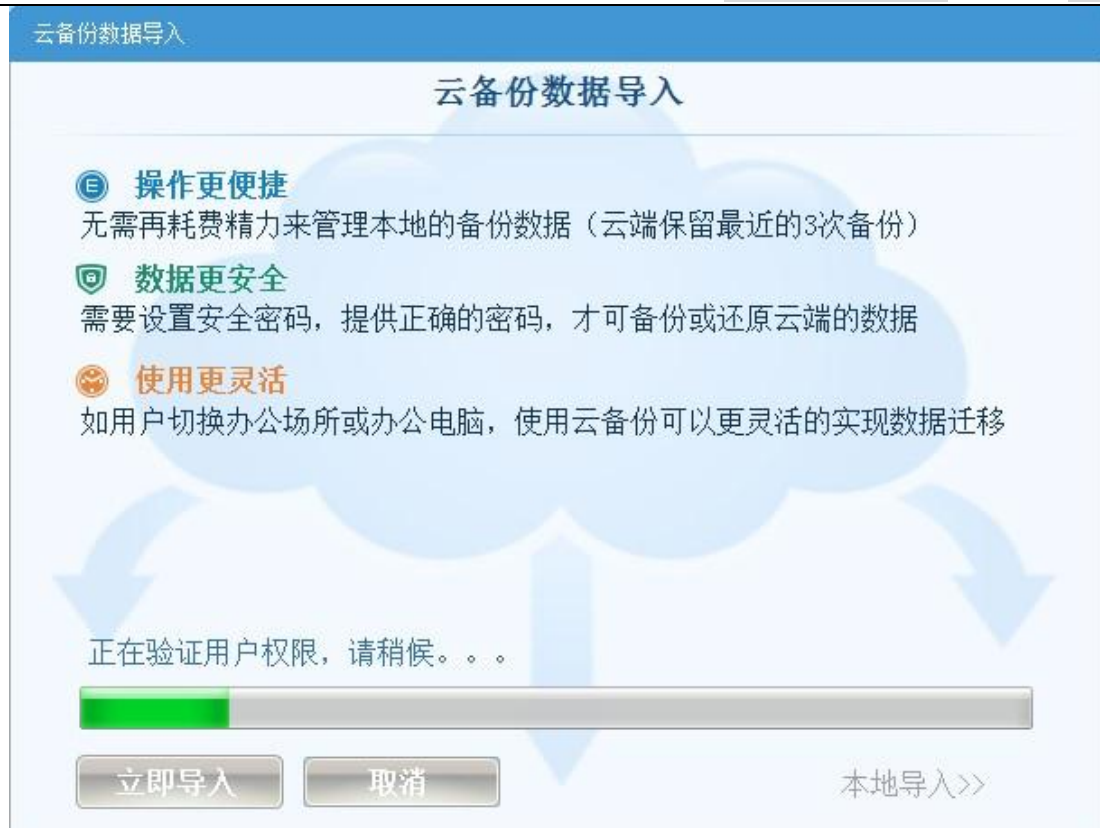 云备份数据导入
云备份数据导入
操作更便捷
无需再耗费精力来管理本地的备份数据（云端保留最近的3次备份）
数据更安全
需要设置安全密码，提供正确的密码，才可备份或还原云端的数据
使用更灵活
如用户切换办公场所或办公电脑，使用云备份可以更灵活的实现数据迁移
正在验证用户权限，请稍候。。。
立即导入 取消 本地导入>>